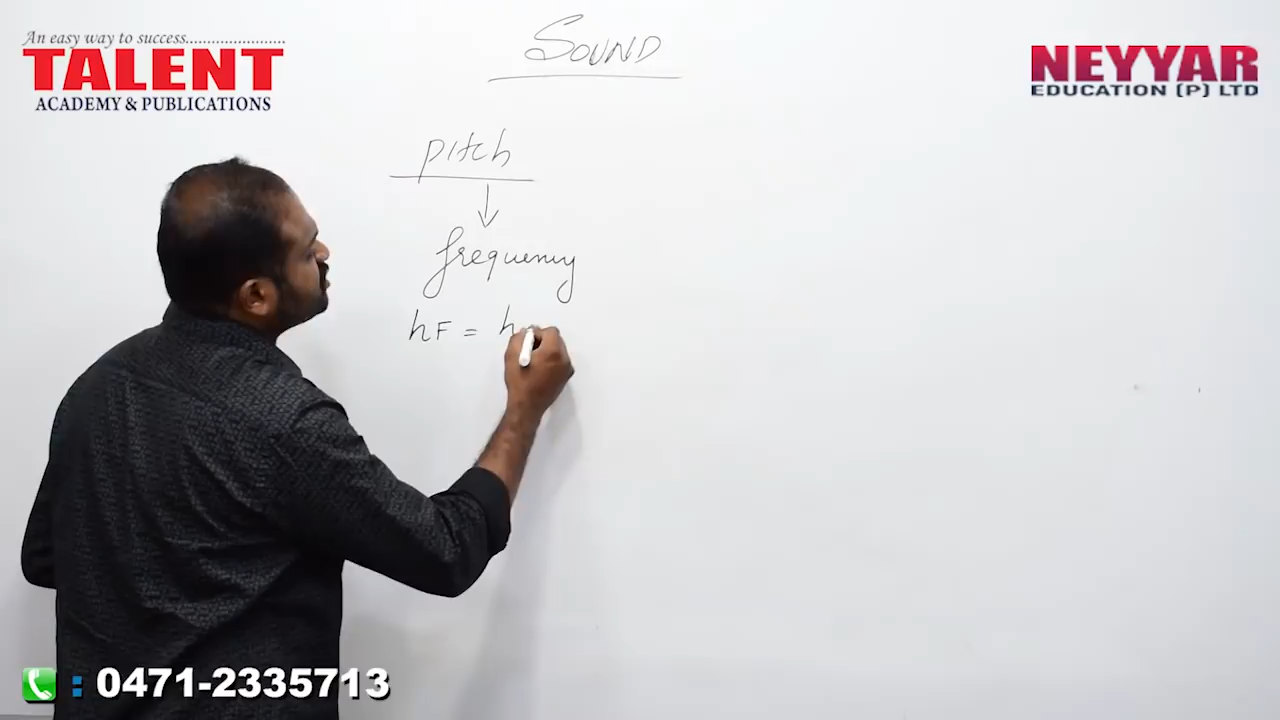 An easy way to success........................
TALENT
ACADEMY & PUBLICATIONS
SOUND
NEYYAR
EDUCATION (P) LTD
pitch
frequency
hF = h
: 0471-2335713